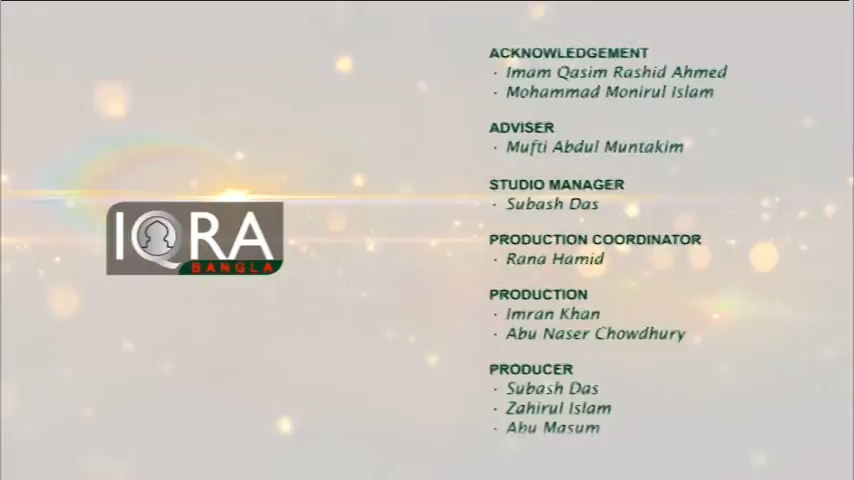 IQRA
BANGLA
ACKNOWLEDGEMENT
· Imam Qasim Rashid Ahmed
· Mohammad Monirul Islam
ADVISER
· Mufti Abdul Muntakim
STUDIO MANAGER
· Subash Das
PRODUCTION COORDINATOR
· Rana Hamid
PRODUCTION
· Imran Khan
· Abu Naser Chowdhury
PRODUCER
· Subash Das
· Zahirul Islam
· Abu Masum